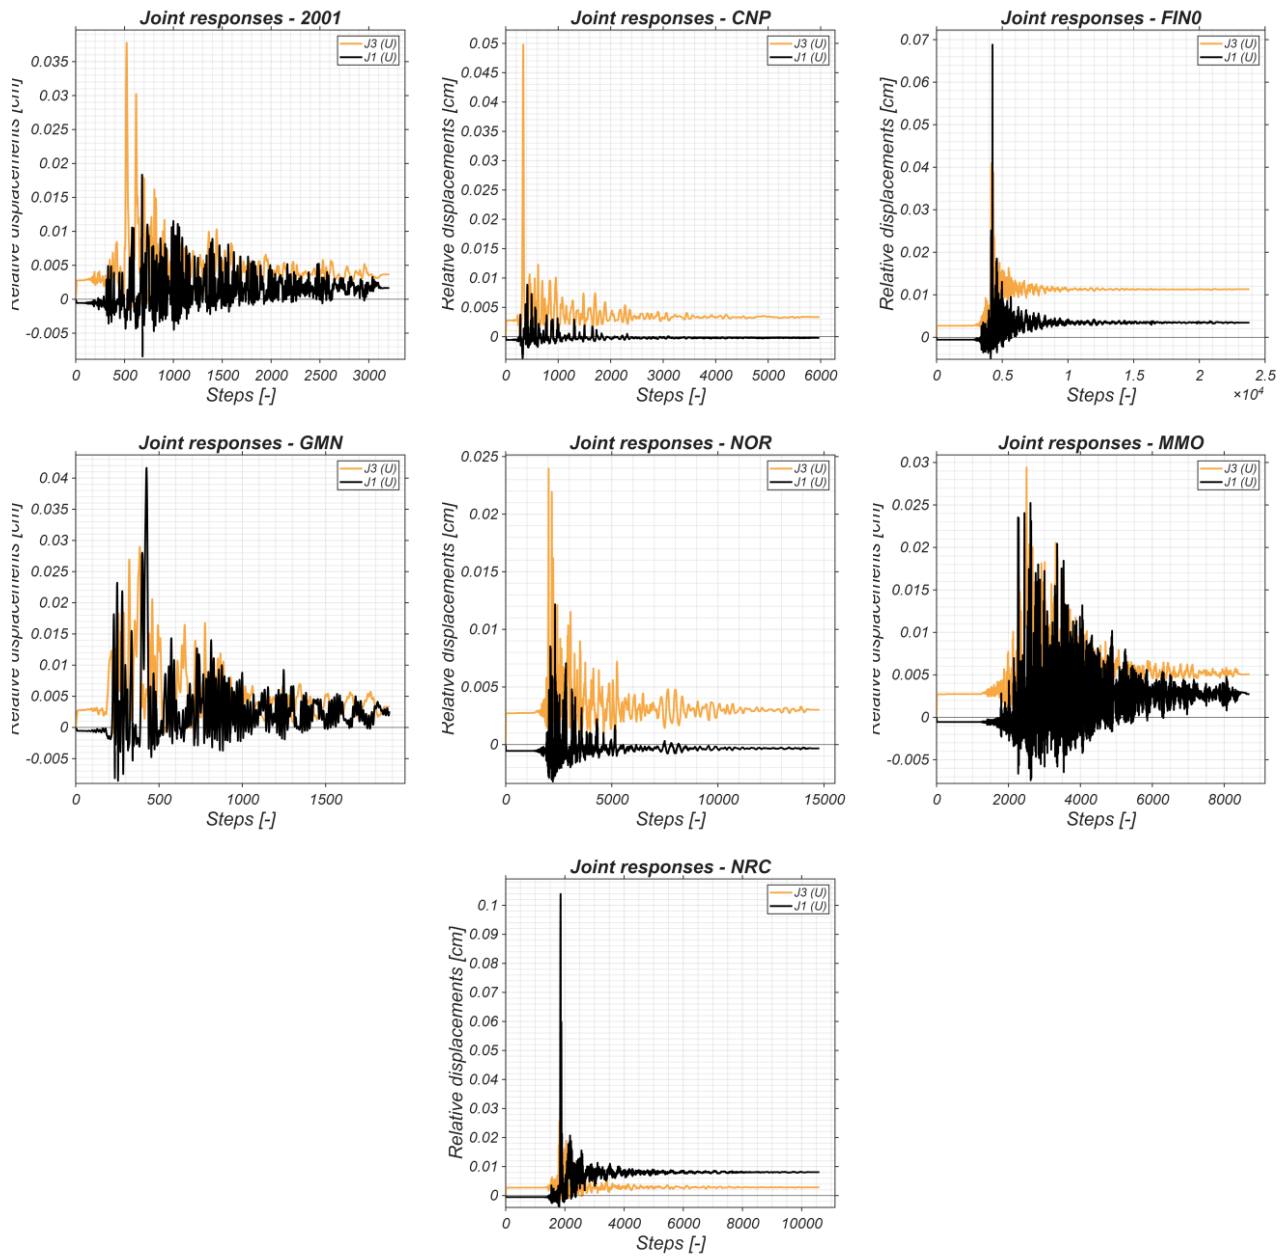 Joint responses - 2001
J3 (U)
J1 (U)
0.035
0.03
0.025
0.02
0.015
0.01
0.005
0
-0.005
Relative displacements [cm]
0 500 1000 1500 2000 2500 3000
Steps [-]
Joint responses - CNP
J3 (U)
J1 (U)
0.05
0.045
0.04
0.035
0.03
0.025
0.02
0.015
0.01
0.005
0
Relative displacements [cm]
0 1000 2000 3000 4000 5000 6000
Steps [-]
Joint responses - FIN0
J3 (U)
J1 (U)
0.07
0.06
0.05
0.04
0.03
0.02
0.01
0
Relative displacements [cm]
0 0.5 1 1.5 2 2.5
×10⁴
Steps [-]
Joint responses - GMN
J3 (U)
J1 (U)
0.04
0.035
0.03
0.025
0.02
0.015
0.01
0.005
0
-0.005
Relative displacements [cm]
0 500 1000 1500
Steps [-]
Joint responses - NOR
J3 (U)
J1 (U)
0.025
0.02
0.015
0.01
0.005
0
Relative displacements [cm]
0 5000 10000 15000
Steps [-]
Joint responses - MMO
J3 (U)
J1 (U)
0.03
0.025
0.02
0.015
0.01
0.005
0
-0.005
Relative displacements [cm]
0 2000 4000 6000 8000
Steps [-]
Joint responses - NRC
J3 (U)
J1 (U)
0.1
0.09
0.08
0.07
0.06
0.05
0.04
0.03
0.02
0.01
0
Relative displacements [cm]
0 2000 4000 6000 8000 10000
Steps [-]